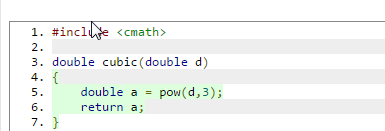 1. #include <cmath>
2.
3. double cubic(double d)
4. {
5.     double a = pow(d,3);
6.     return a;
7. }